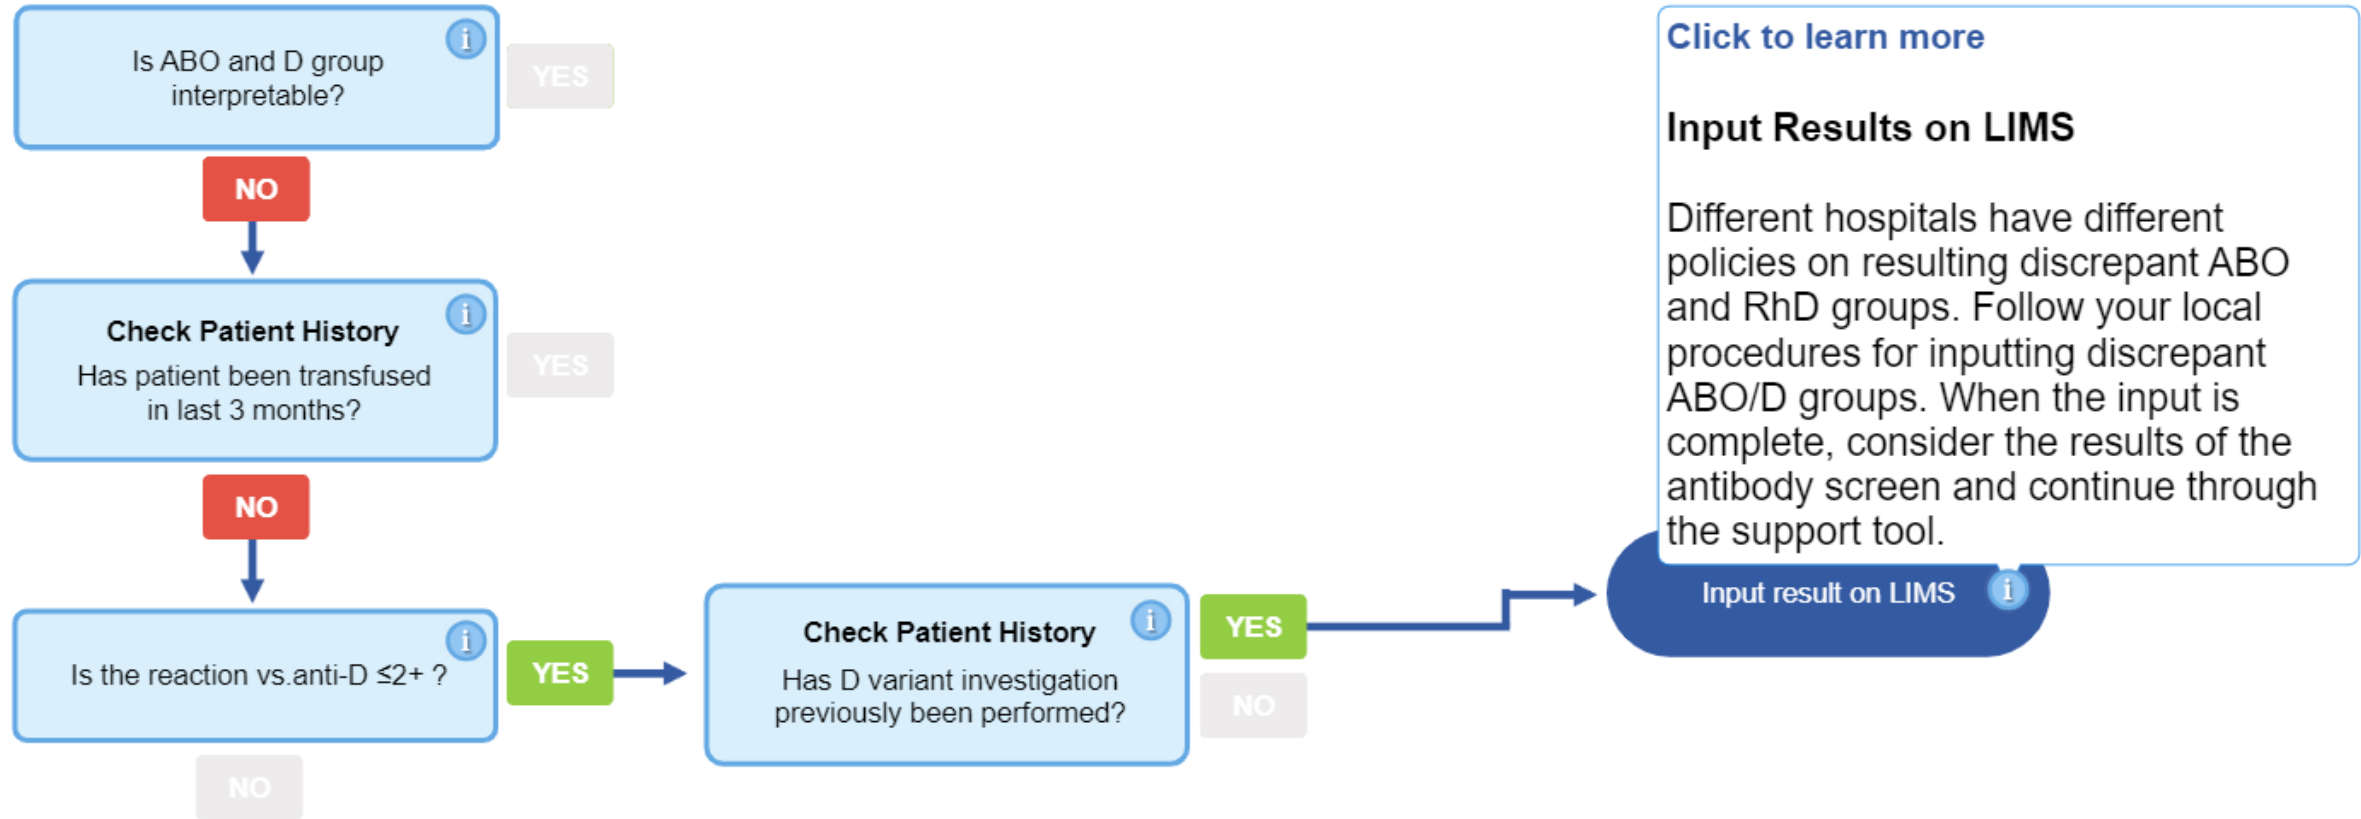 Is ABO and D group
interpretable?
i
YES
NO
Check Patient History
Has patient been transfused
in last 3 months?
i
YES
NO
Is the reaction vs.anti-D ≤2+ ?
i
YES
NO
Check Patient History
Has D variant investigation
previously been performed?
i
YES
NO
Click to learn more
Input Results on LIMS
Different hospitals have different
policies on resulting discrepant ABO
and RhD groups. Follow your local
procedures for inputting discrepant
ABO/D groups. When the input is
complete, consider the results of the
antibody screen and continue through
the support tool.
Input result on LIMS
i